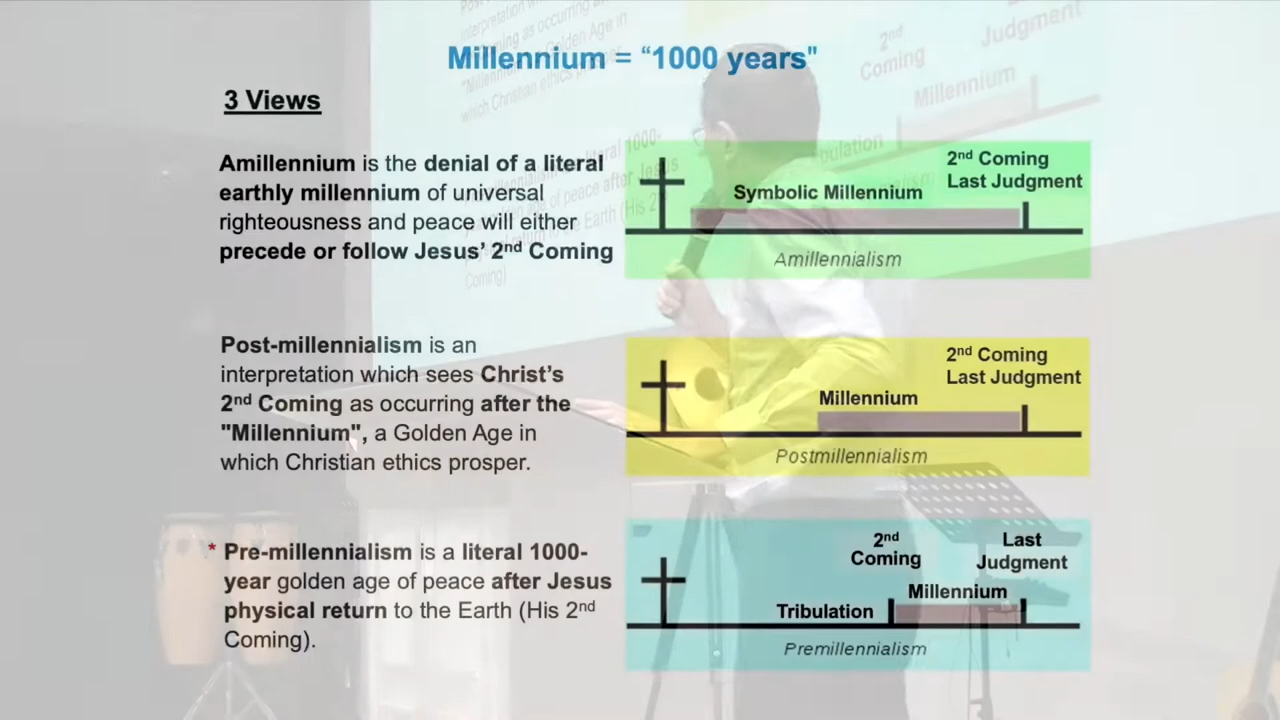 Millennium = “1000 years"
3 Views
Amillennium is the denial of a literal
earthly millennium of universal
righteousness and peace will either
precede or follow Jesus’ 2nd Coming
2nd Coming
Last Judgment
Symbolic Millennium
Amillennialism
Post-millennialism is an
interpretation which sees Christ’s
2nd Coming as occurring after the
"Millennium", a Golden Age in
which Christian ethics prosper.
2nd Coming
Last Judgment
Millennium
Postmillennialism
* Pre-millennialism is a literal 1000-
year golden age of peace after Jesus
physical return to the Earth (His 2nd
Coming).
2nd
Coming
Last
Judgment
Millennium
Tribulation
Premillennialism
2nd
Coming
Judgment
Millennium